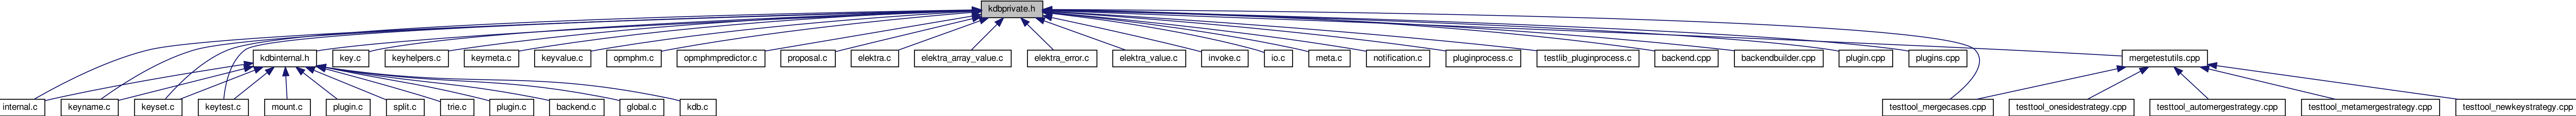 kdbprivate.h
kdbinternal.h
key.c
keyhelpers.c
keymeta.c
keyvalue.c
opmphm.c
opmphmpredictor.c
proposal.c
elektra.c
elektra_array_value.c
elektra_error.c
elektra_value.c
invoke.c
io.c
meta.c
notification.c
pluginprocess.c
testlib_pluginprocess.c
backend.cpp
backendbuilder.cpp
plugin.cpp
plugins.cpp
mergetestutils.cpp
internal.c
keyname.c
keyset.c
keytest.c
mount.c
plugin.c
split.c
trie.c
plugin.c
backend.c
global.c
kdb.c
testtool_mergecases.cpp
testtool_onesidestrategy.cpp
testtool_automergestrategy.cpp
testtool_metamergestrategy.cpp
testtool_newkeystrategy.cpp